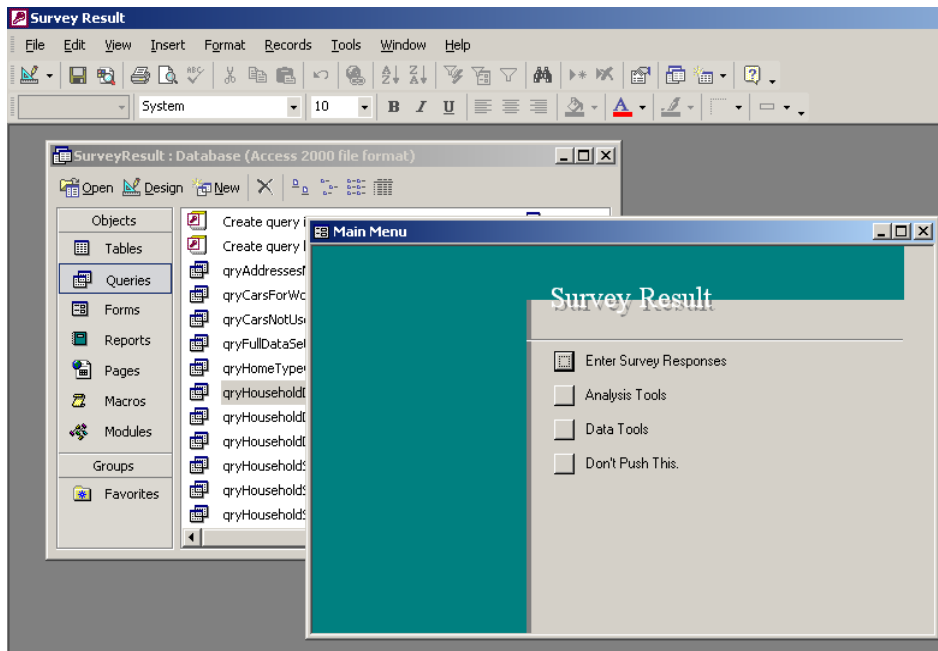 Survey Result
File Edit View Insert Format Records Tools Window Help
System 10 B I U A
SurveyResult : Database (Access 2000 file format)
Open Design New
Objects
Tables
Queries
Forms
Reports
Pages
Macros
Modules
Groups
Favorites
Create query
Create query
qryAddresses
qryCarsForWo
qryCarsNotUs
qryFullDataSe
qryHomeType
qryHousehold
qryHousehold
qryHousehold
qryHousehold
qryHousehold
qryHousehold
Main Menu
Survey Result
Enter Survey Responses
Analysis Tools
Data Tools
Don't Push This.